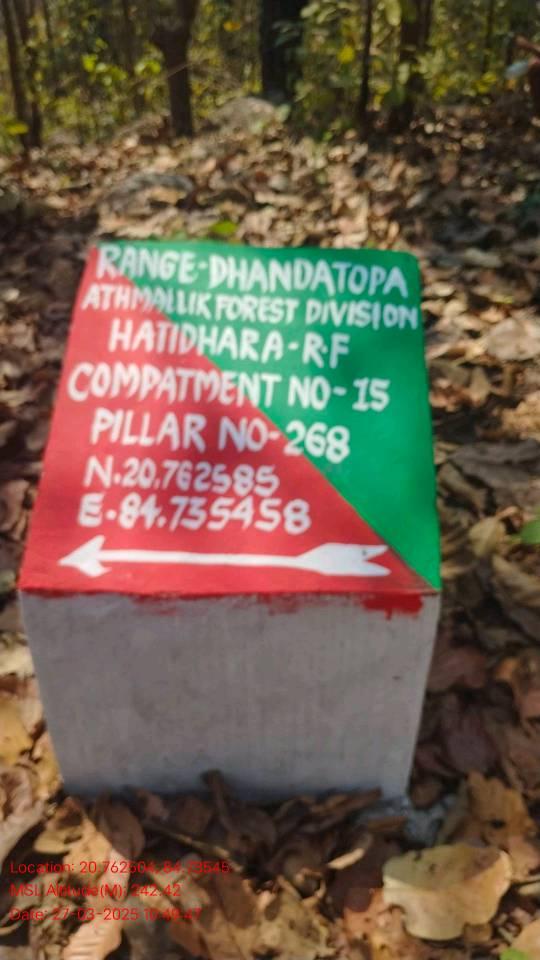 RANGE-DHANDATOPA
ATHMALLIK FOREST DIVISION
HATIDHARA-R.F
COMPATMENT NO-15
PILLAR NO-268
N.20.762585
E.84.735458
Location: 20.762604, 84.73545
MSL Altitude(M): 242.42
Date: 27-03-2025 10:49:47